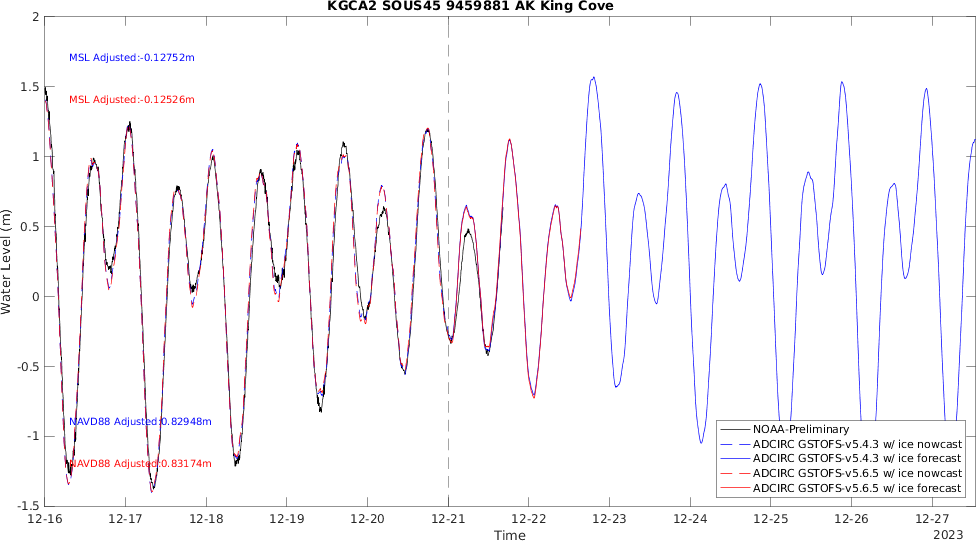 KGCA2 SOUS45 9459881 AK King Cove
2
1.5
1
0.5
0
-0.5
-1
-1.5
Water Level (m)
MSL Adjusted:-0.12752m
MSL Adjusted:-0.12526m
NAVD88 Adjusted:0.82948m
NAVD88 Adjusted:0.83174m
NOAA-Preliminary
ADCIRC GSTOFS-v5.4.3 w/ ice nowcast
ADCIRC GSTOFS-v5.4.3 w/ ice forecast
ADCIRC GSTOFS-v5.6.5 w/ ice nowcast
ADCIRC GSTOFS-v5.6.5 w/ ice forecast
12-16 12-17 12-18 12-19 12-20 12-21 12-22 12-23 12-24 12-25 12-26 12-27
Time
2023